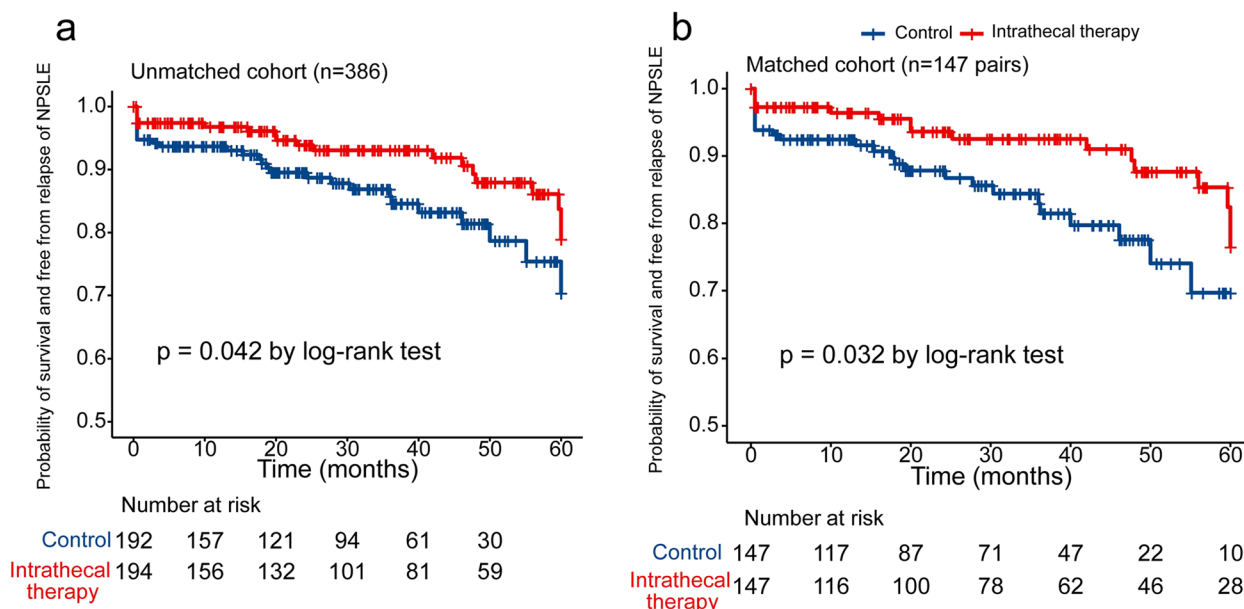 a
Unmatched cohort (n=386)
Probability of survival and free from relapse of NPSLE
1.0
0.9
0.8
0.7
0.6
0.5
p = 0.042 by log-rank test
0 10 20 30 40 50 60
Time (months)
Number at risk
Control 192 157 121 94 61 30
Intrathecal 194 156 132 101 81 59
therapy
b
Control Intrathecal therapy
Matched cohort (n=147 pairs)
Probability of survival and free from relapse of NPSLE
1.0
0.9
0.8
0.7
0.6
0.5
p = 0.032 by log-rank test
0 10 20 30 40 50 60
Time (months)
Number at risk
Control 147 117 87 71 47 22 10
Intrathecal 147 116 100 78 62 46 28
therapy